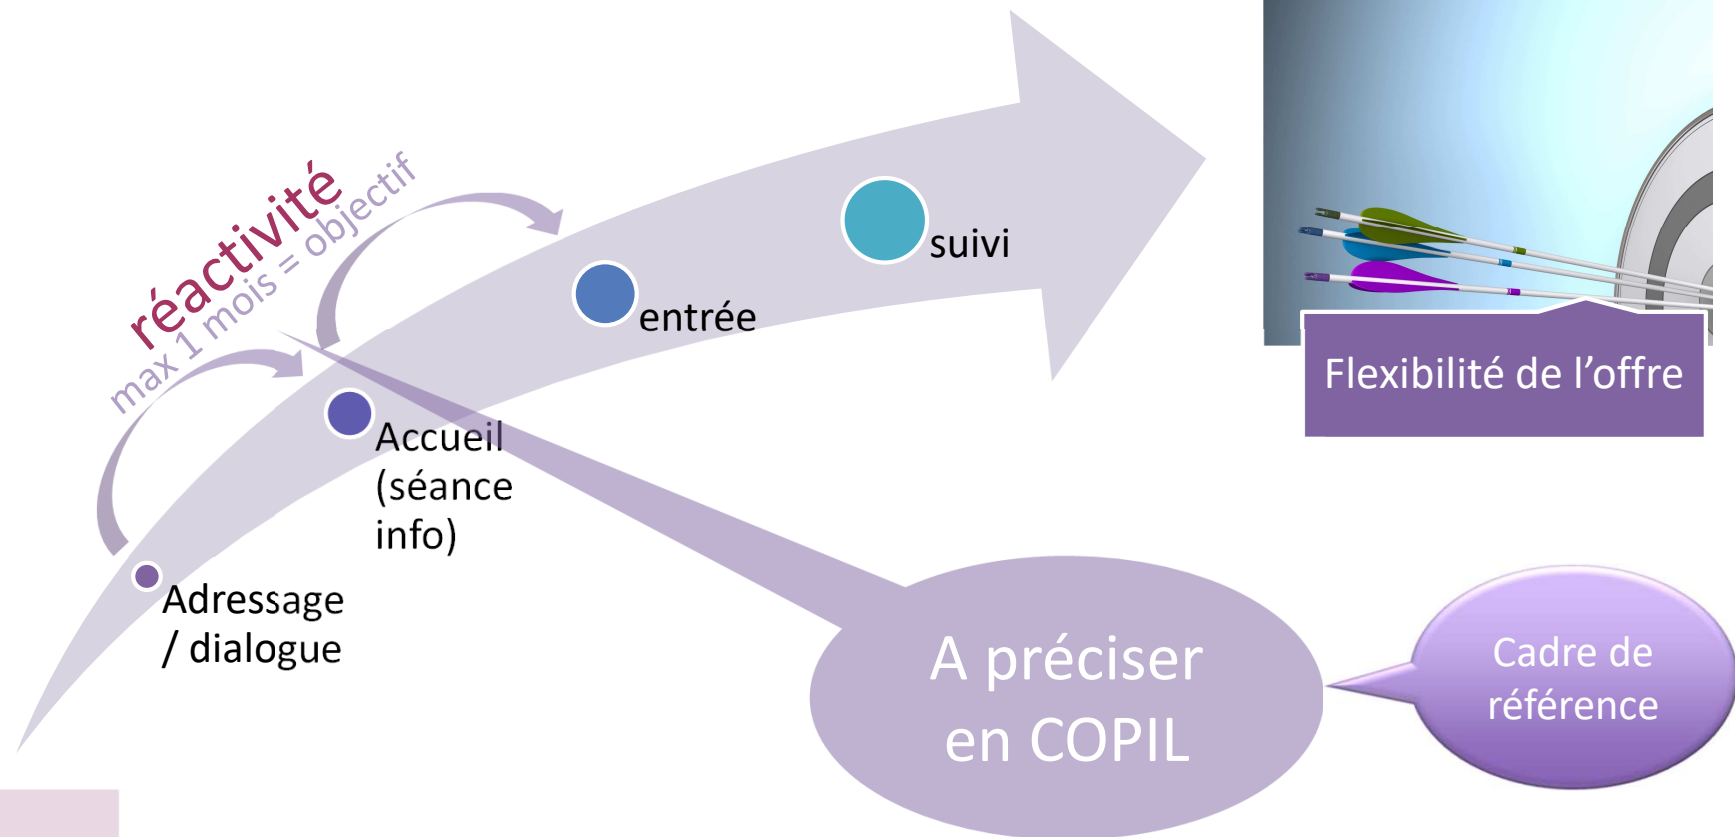 réactivité
max 1 mois = objectif
Adressage
/ dialogue
Accueil
(séance
info)
entrée
suivi
Flexibilité de l’offre
A préciser
en COPIL
Cadre de
référence